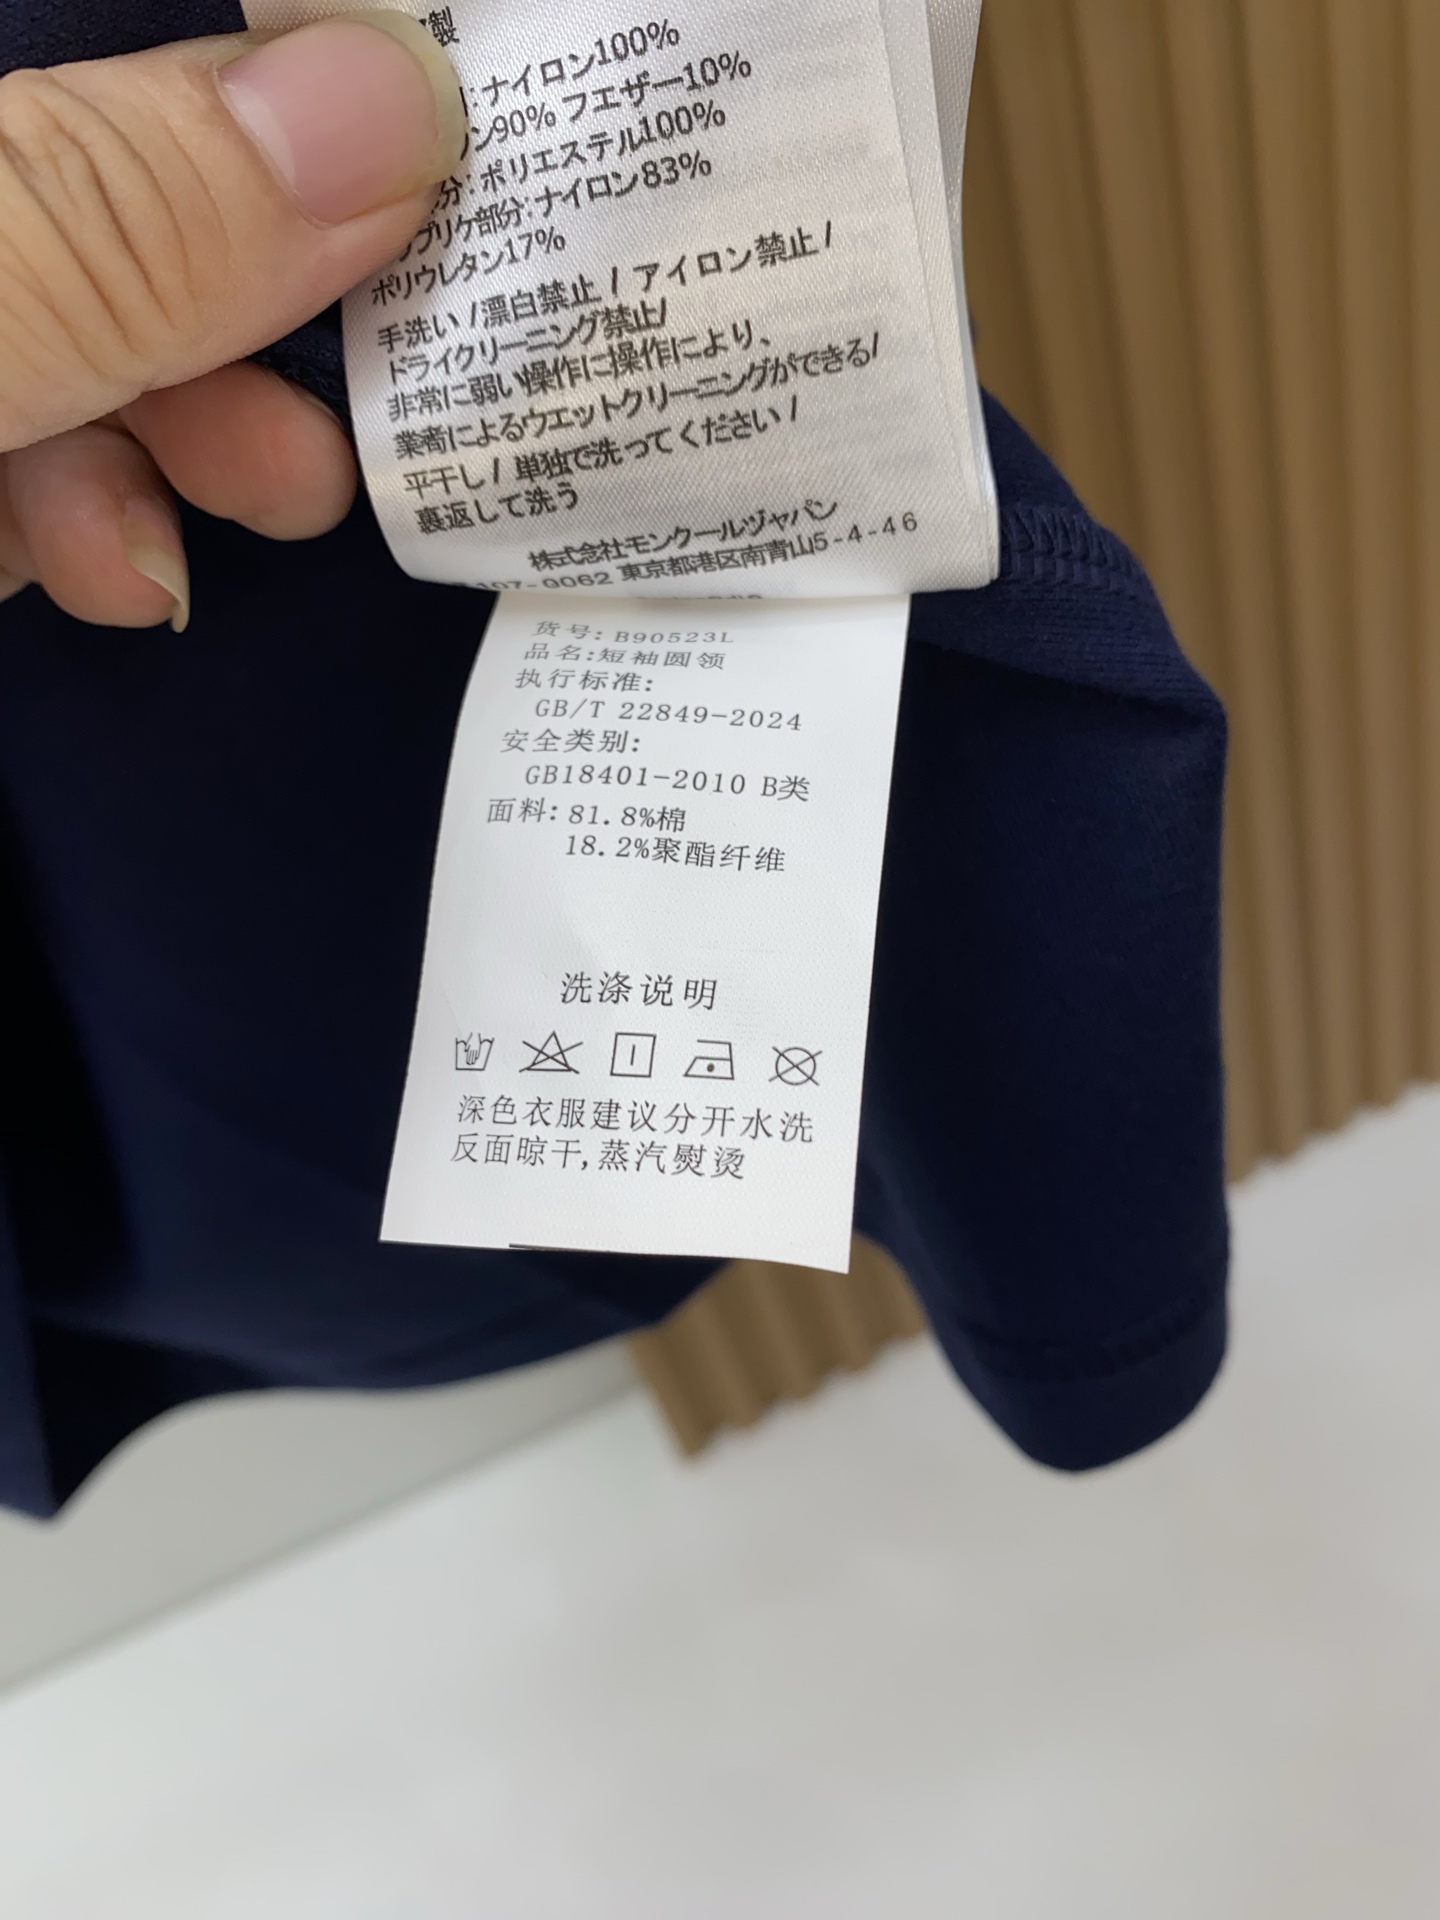 製
ナイロン100%
ン90% フエザー10%
分: ポリエステル100%
プリケ部分: ナイロン83%
ポリウレタン17%
手洗い / 漂白禁止 / アイロン禁止 /
ドライクリーニング禁止/
非常に弱い操作に操作により、
業者によるウエットクリーニングができる/
平干し / 単独で洗ってください /
裏返して洗う
株式会社モンクールヅャパン
107-0062 東京都港区南青山5-4-46
货号: B90523L
品名:短袖圆领
执行标准:
GB/T 22849-2024
安全类别:
GB18401-2010 B类
面料: 81.8%棉
18.2%聚酯纤维
洗涤说明
深色衣服建议分开水洗
反面晾干,蒸汽熨烫